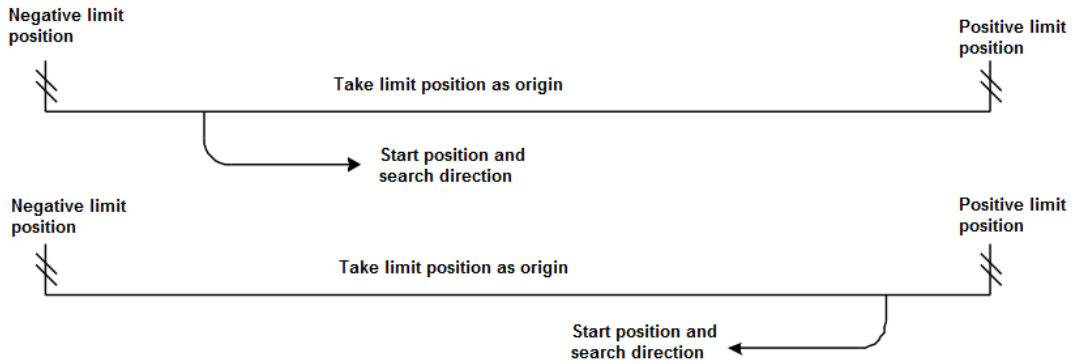 Negative limit
position
Positive limit
position
Take limit position as origin
Start position and
search direction
Negative limit
position
Positive limit
position
Take limit position as origin
Start position and
search direction